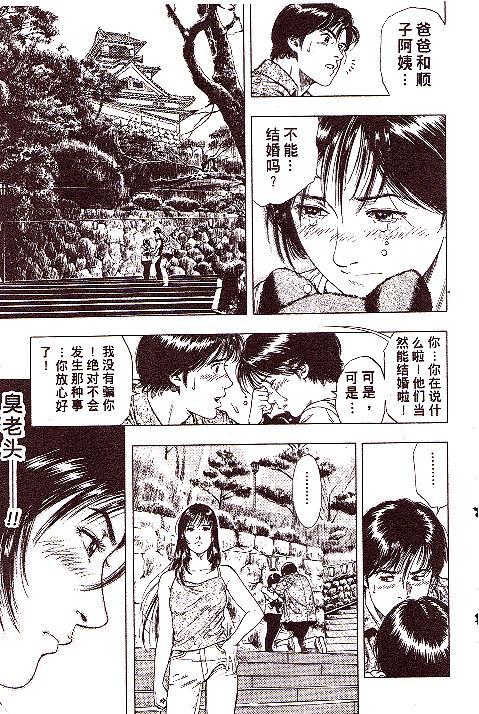 爸爸和顺
子阿姨…
不能…
结婚吗？
你…你在说什
么啦！他们当
然能结婚啦！
可是，
可是…
我没有骗你
！绝对不会
发生那种事
…你放心好
了！
………
………
臭老头——!!